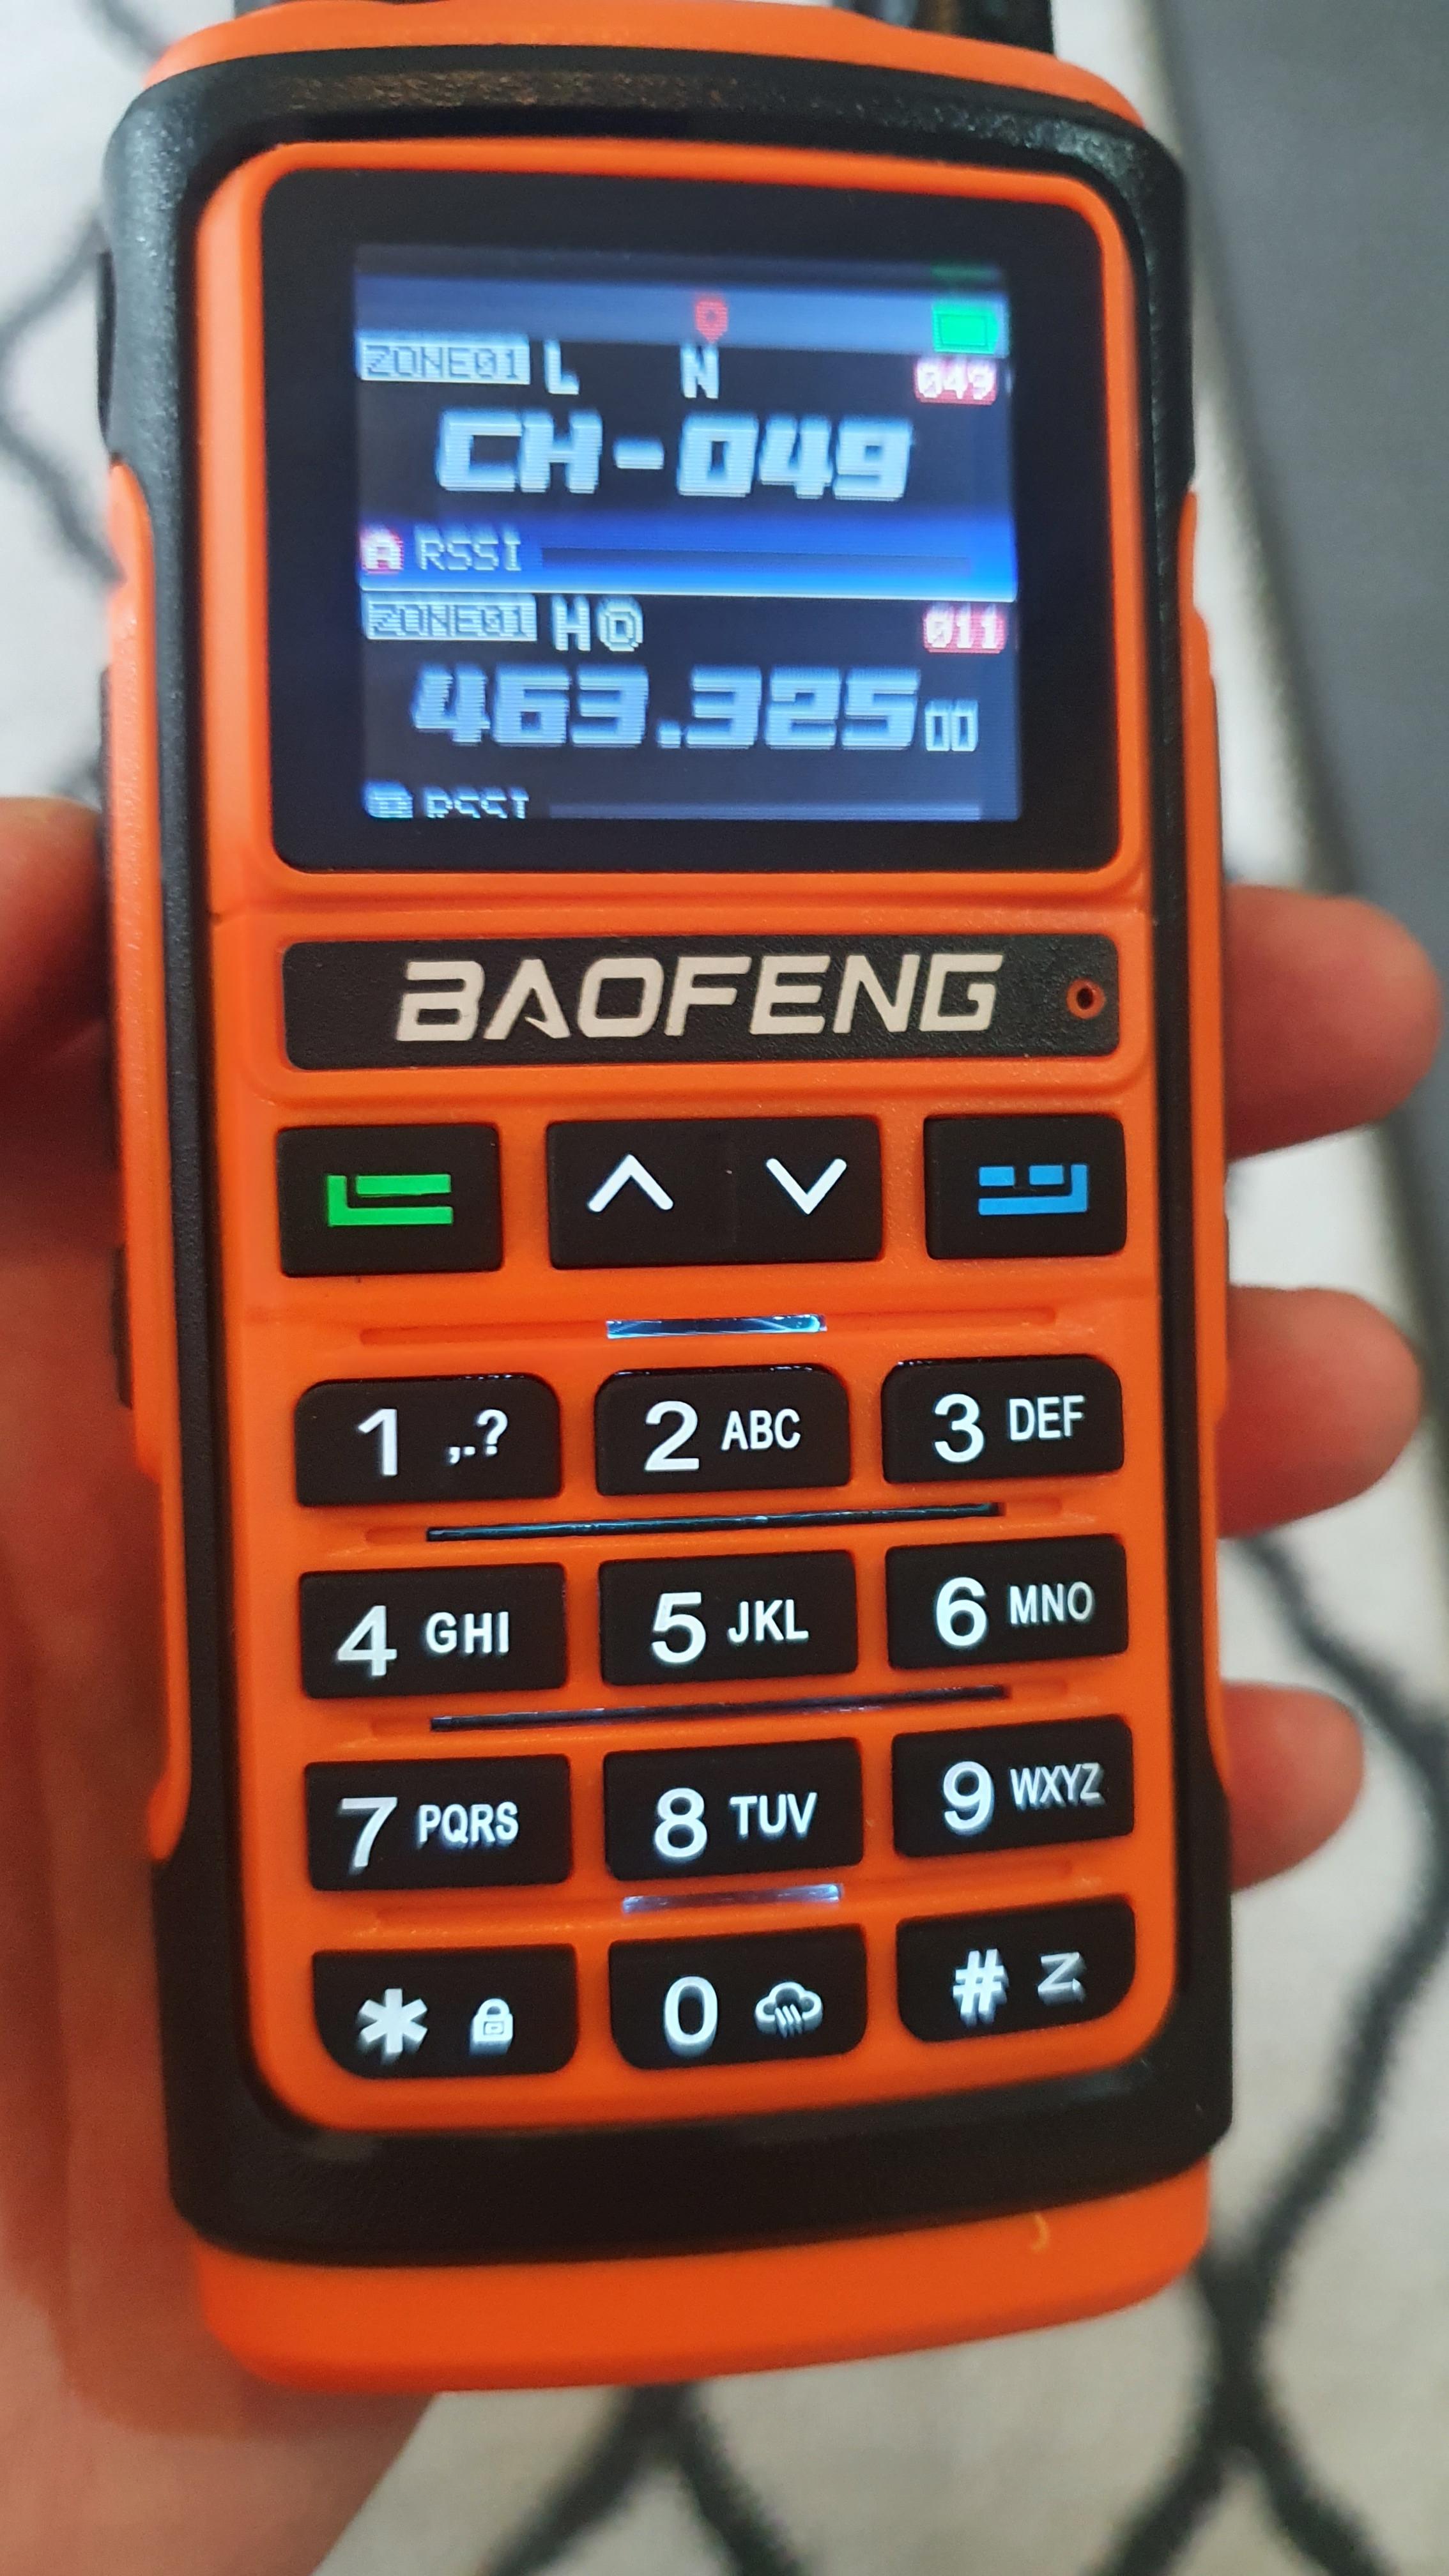 ZONE01 L N 049
CH-049
A RSSI
ZONE01 H D 011
463.32500
RSSI
BAOFENG
1 ,.? 2 ABC 3 DEF
4 GHI 5 JKL 6 MNO
7 PQRS 8 TUV 9 WXYZ
* 0 #